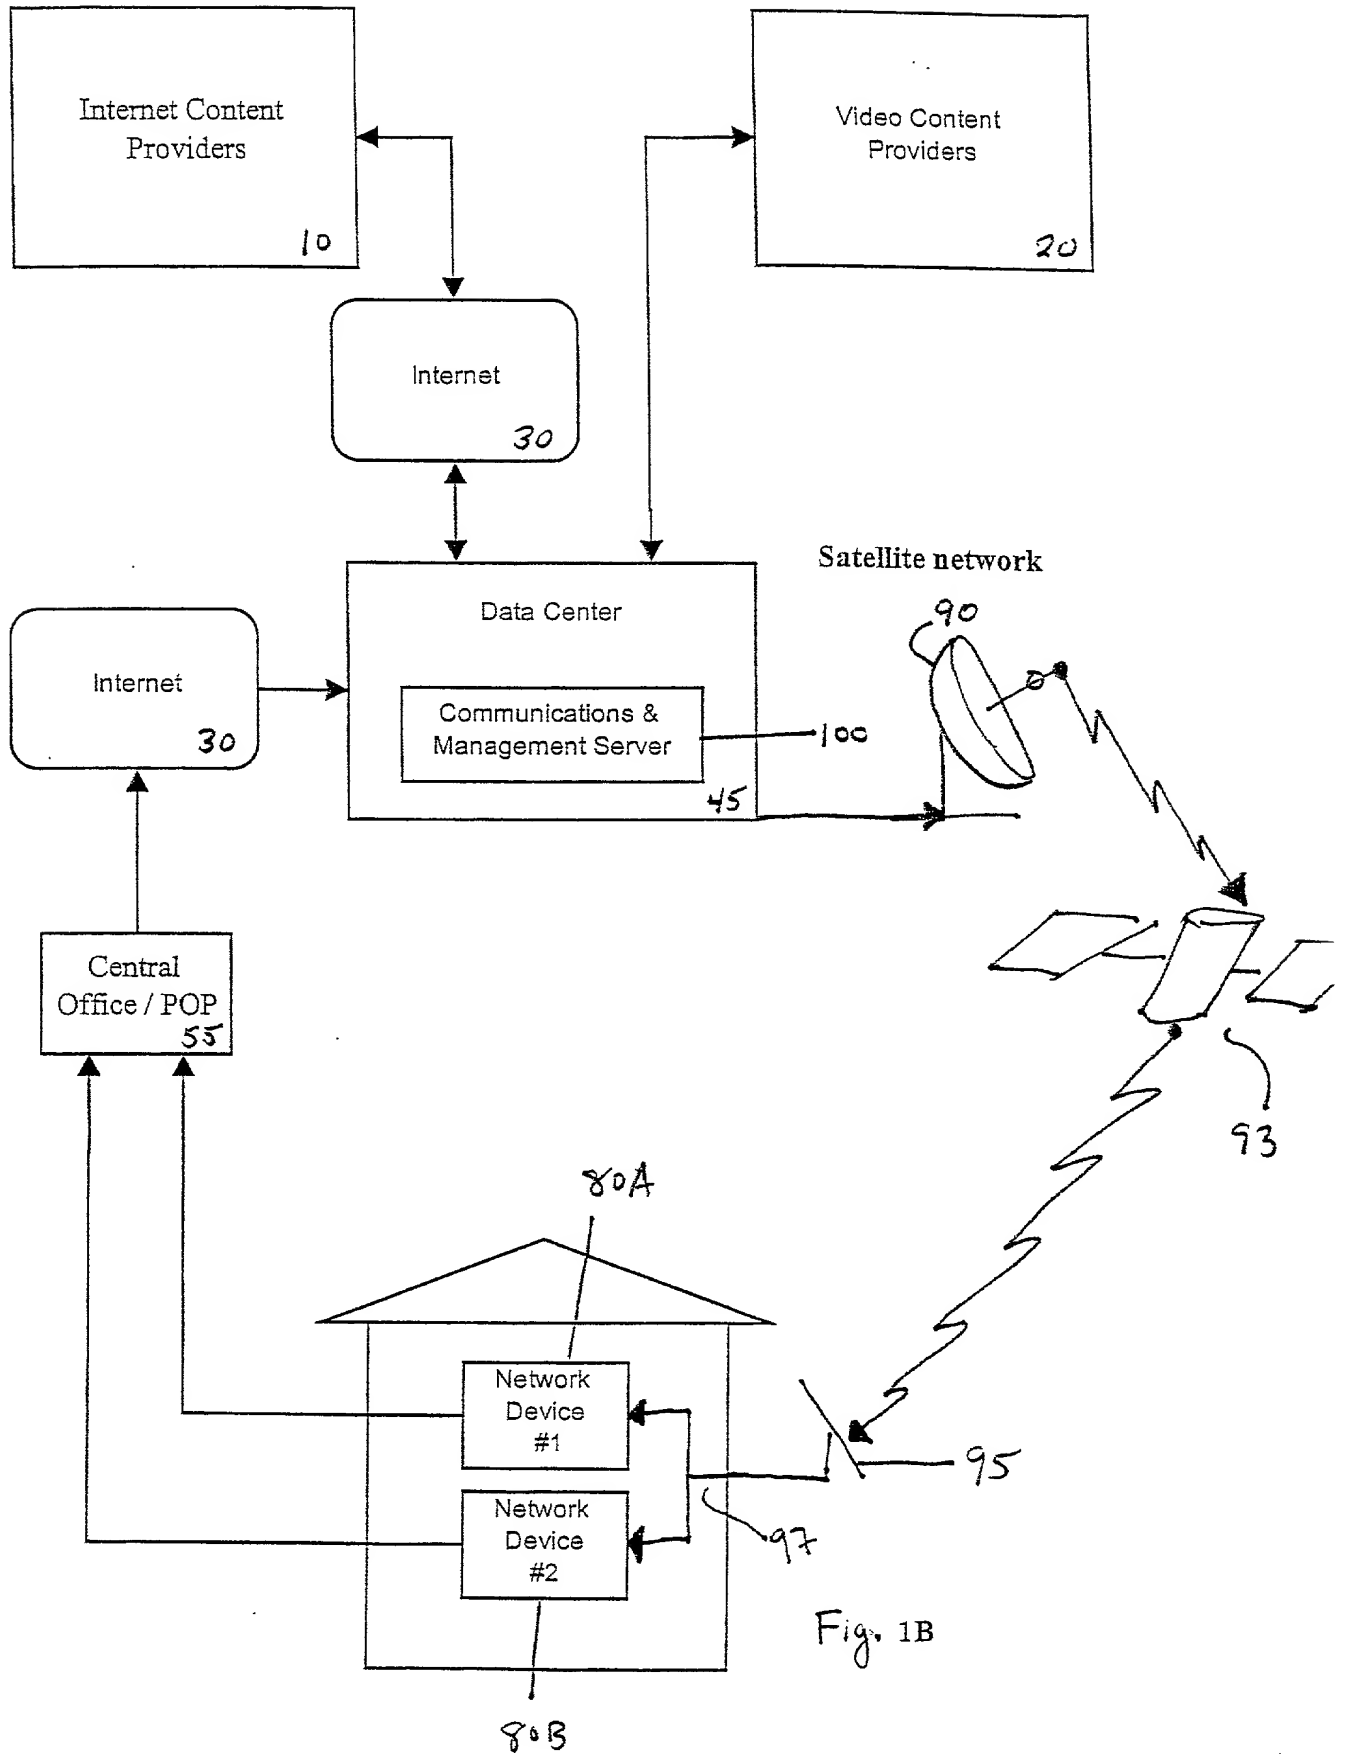 Internet Content
Providers
10
Video Content
Providers
20
Internet
30
Satellite network
90
Data Center
Communications &
Management Server
100
45
Internet
30
Central
Office / POP
55
93
80A
Network
Device
#1
95
Network
Device
#2
97
80B
Fig. 1B